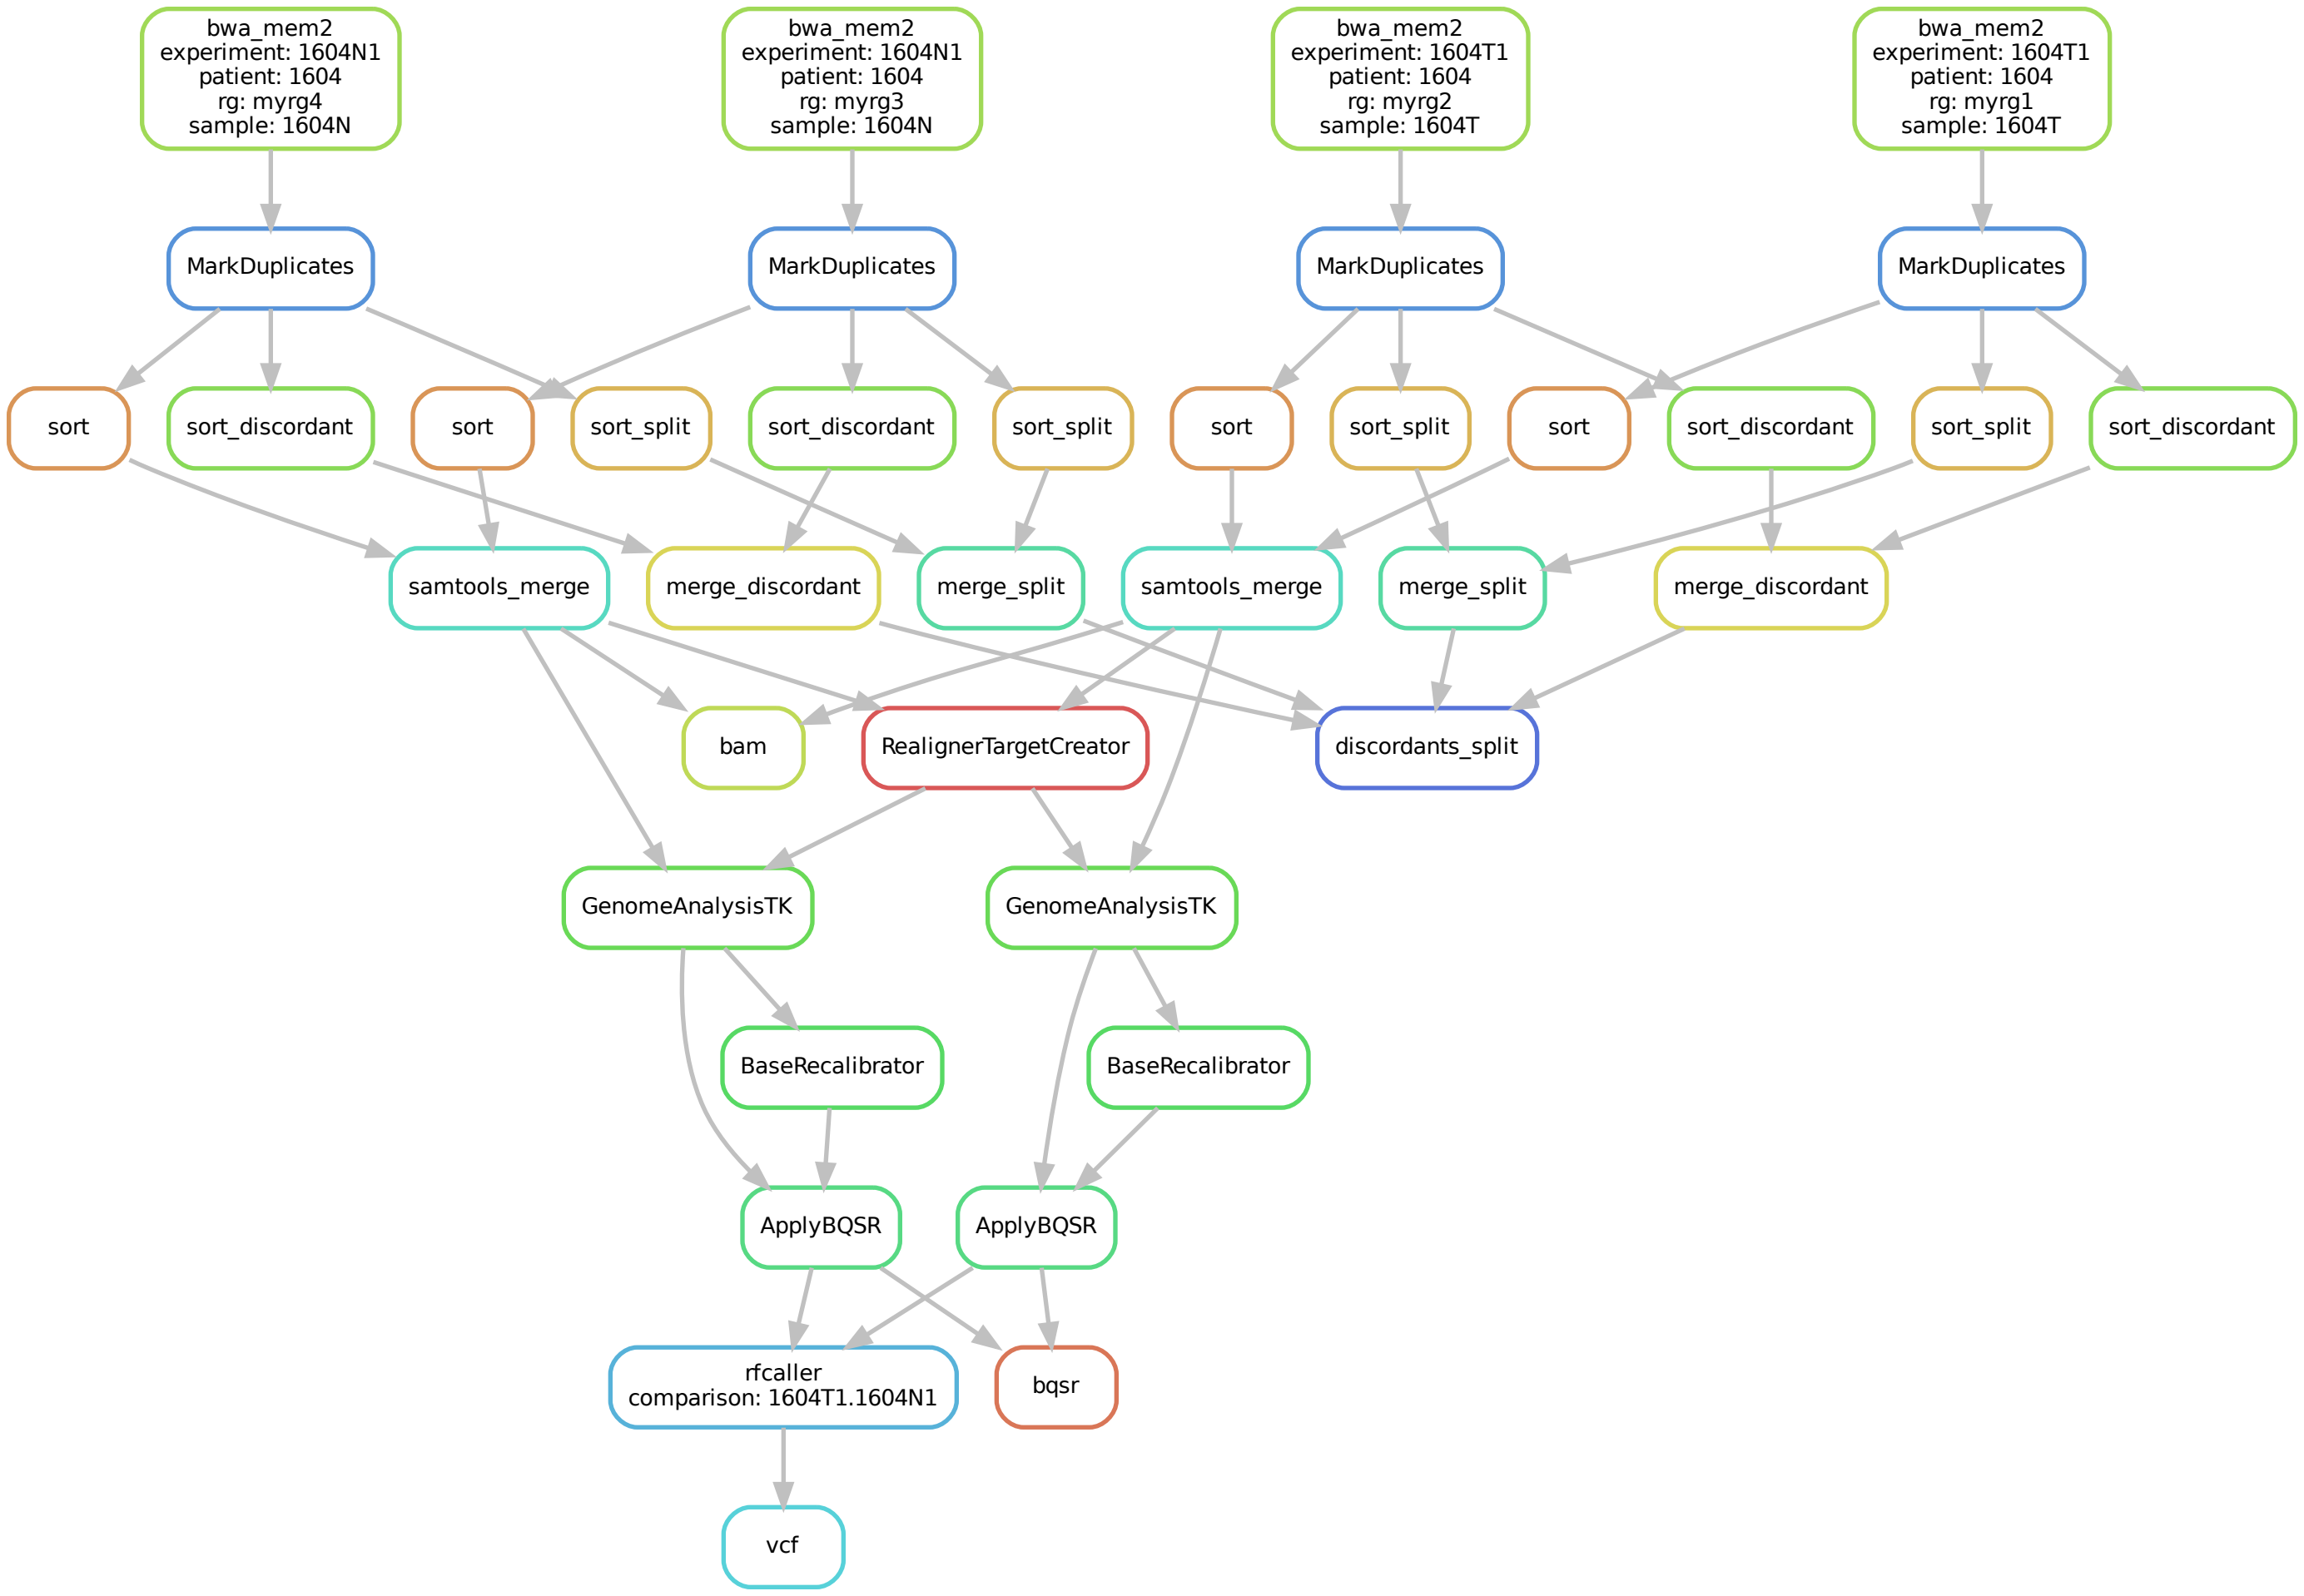 bwa_mem2
experiment: 1604N1
patient: 1604
rg: myrg4
sample: 1604N
bwa_mem2
experiment: 1604N1
patient: 1604
rg: myrg3
sample: 1604N
bwa_mem2
experiment: 1604T1
patient: 1604
rg: myrg2
sample: 1604T
bwa_mem2
experiment: 1604T1
patient: 1604
rg: myrg1
sample: 1604T
MarkDuplicates
MarkDuplicates
MarkDuplicates
MarkDuplicates
sort
sort_discordant
sort
sort_split
sort_discordant
sort_split
sort
sort_split
sort
sort_discordant
sort_split
sort_discordant
samtools_merge
merge_discordant
merge_split
samtools_merge
merge_split
merge_discordant
bam
RealignerTargetCreator
discordants_split
GenomeAnalysisTK
GenomeAnalysisTK
BaseRecalibrator
BaseRecalibrator
ApplyBQSR
ApplyBQSR
rfcaller
comparison: 1604T1.1604N1
bqsr
vcf